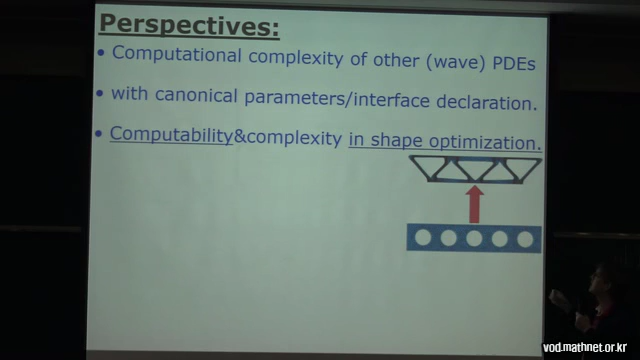 Perspectives:
• Computational complexity of other (wave) PDEs
• with canonical parameters/interface declaration.
• Computability&complexity in shape optimization.
vod.mathnet.or.kr